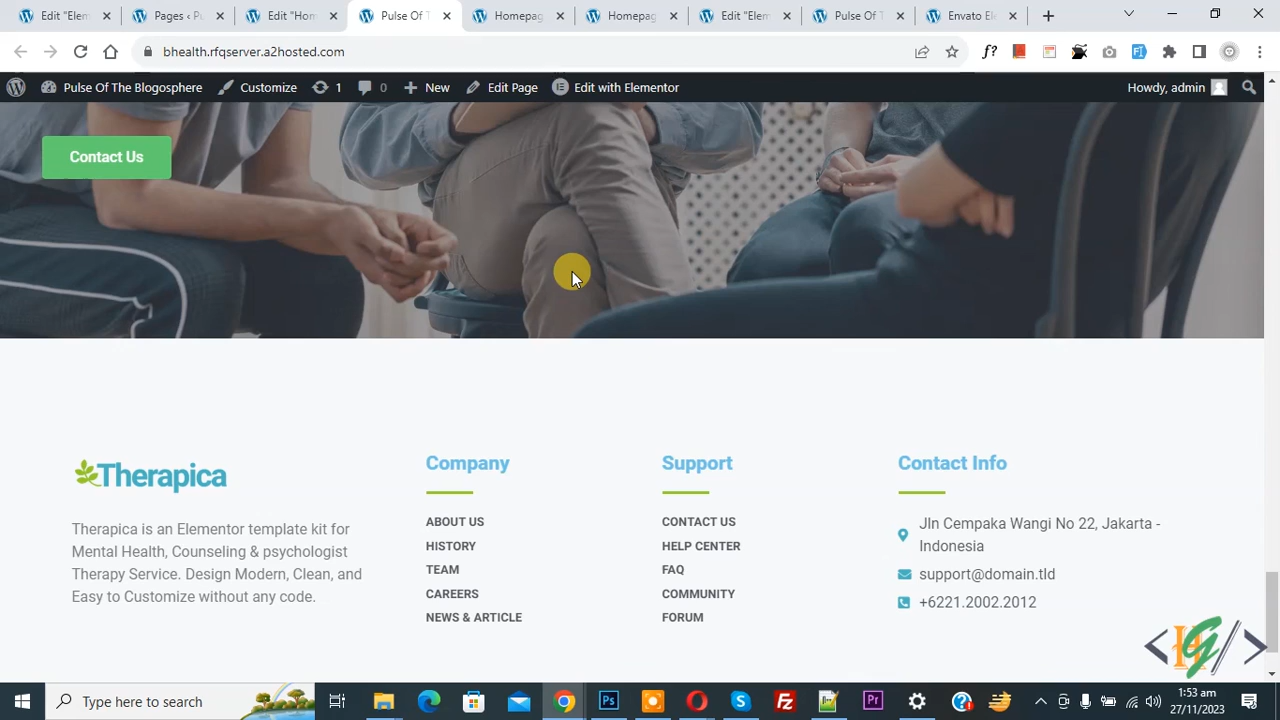 Edit "Elem
Pages ‹ Pu
Edit "Hom
Pulse Of T
Homepag
Homepag
Edit "Elem
Pulse Of T
Envato El
bhealth.rfqserver.a2hosted.com
Pulse Of The Blogosphere
Customize
1
0
New
Edit Page
Edit with Elementor
Howdy, admin
Contact Us
Therapica
Therapica is an Elementor template kit for
Mental Health, Counseling & psychologist
Therapy Service. Design Modern, Clean, and
Easy to Customize without any code.
Company
ABOUT US
HISTORY
TEAM
CAREERS
NEWS & ARTICLE
Support
CONTACT US
HELP CENTER
FAQ
COMMUNITY
FORUM
Contact Info
Jln Cempaka Wangi No 22, Jakarta -
Indonesia
support@domain.tld
+6221.2002.2012
<HG/>
Type here to search
1:53 am
27/11/2023